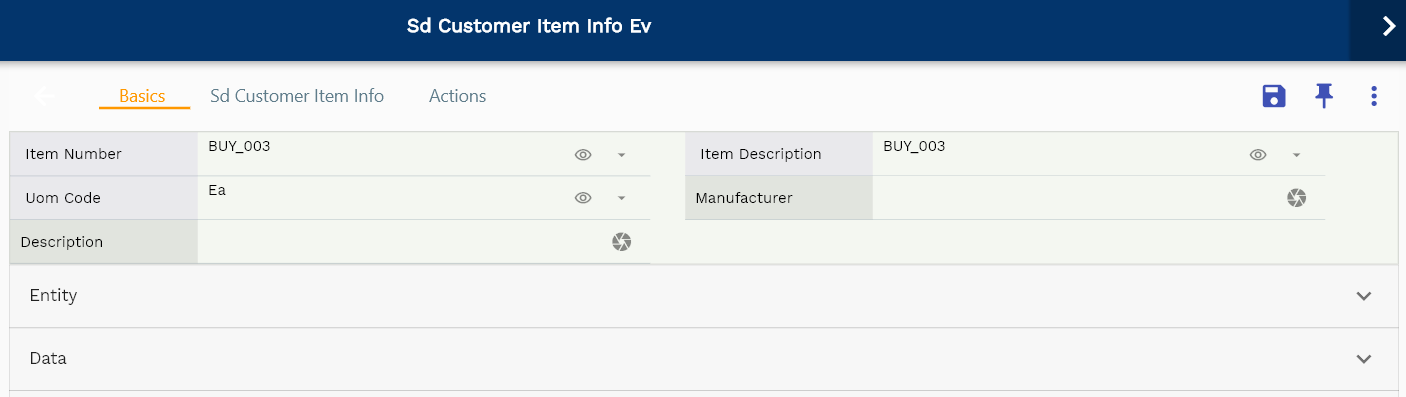 Sd Customer Item Info Ev
Basics Sd Customer Item Info Actions
Item Number BUY_003 Item Description BUY_003
Uom Code Ea Manufacturer
Description
Entity
Data